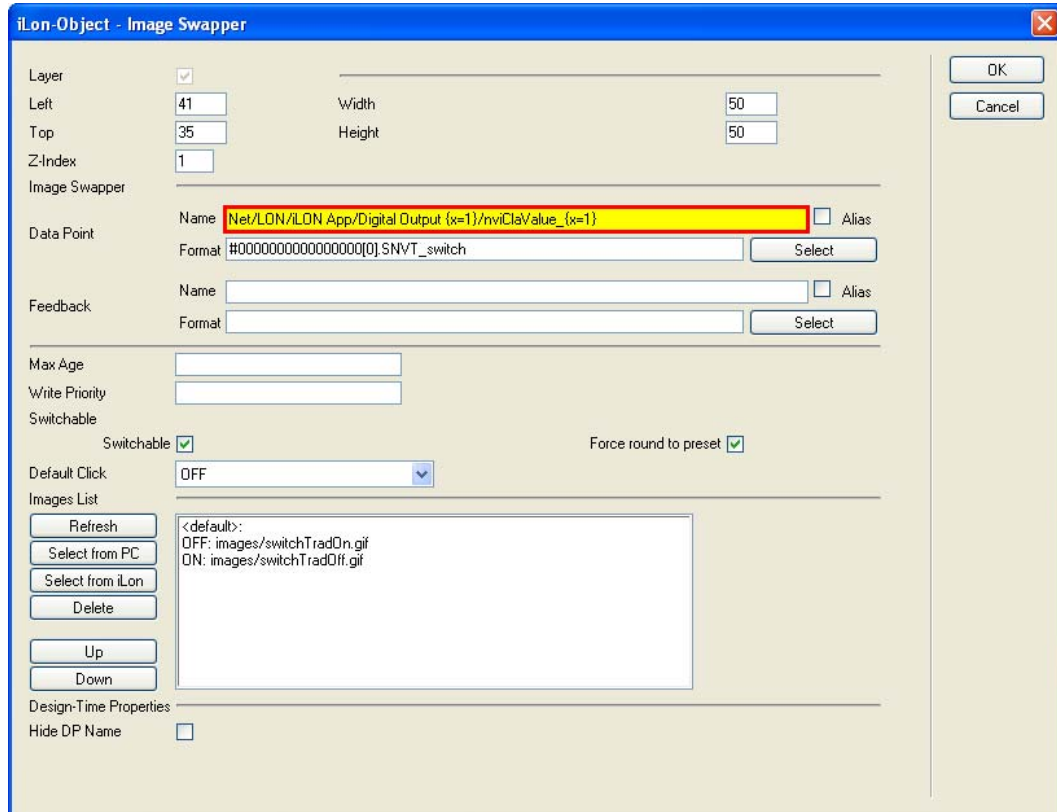 iLon-Object - Image Swapper
Layer
OK
Left 41 Width 50
Cancel
Top 35 Height 50
Z-Index 1
Image Swapper
Data Point
Name Net/LON/iLON App/Digital Output {x=1}/nviClaValue_{x=1} Alias
Format #0000000000000000[0].SNVT_switch Select
Feedback
Name Alias
Format Select
Max Age
Write Priority
Switchable
Switchable Force round to preset
Default Click OFF
Images List
Refresh
Select from PC
Select from iLon
Delete
Up
Down
<default>:
OFF: images/switchTradOn.gif
ON: images/switchTradOff.gif
Design-Time Properties
Hide DP Name